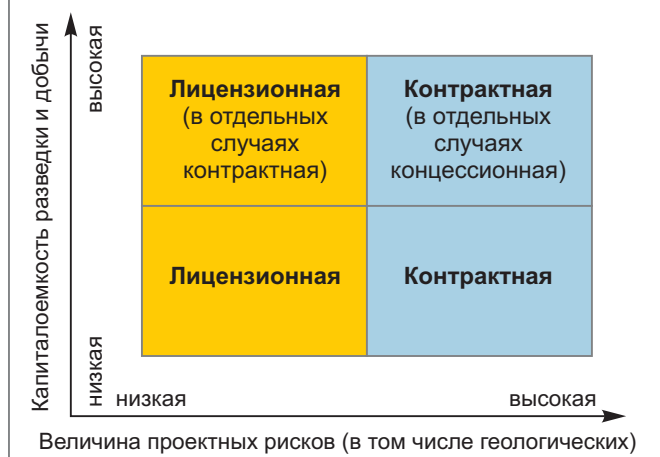 Капиталоемкость разведки и добычи
высокая
низкая
Лицензионная
(в отдельных
случаях
контрактная)
Контрактная
(в отдельных
случаях
концессионная)
Лицензионная
Контрактная
низкая
высокая
Величина проектных рисков (в том числе геологических)